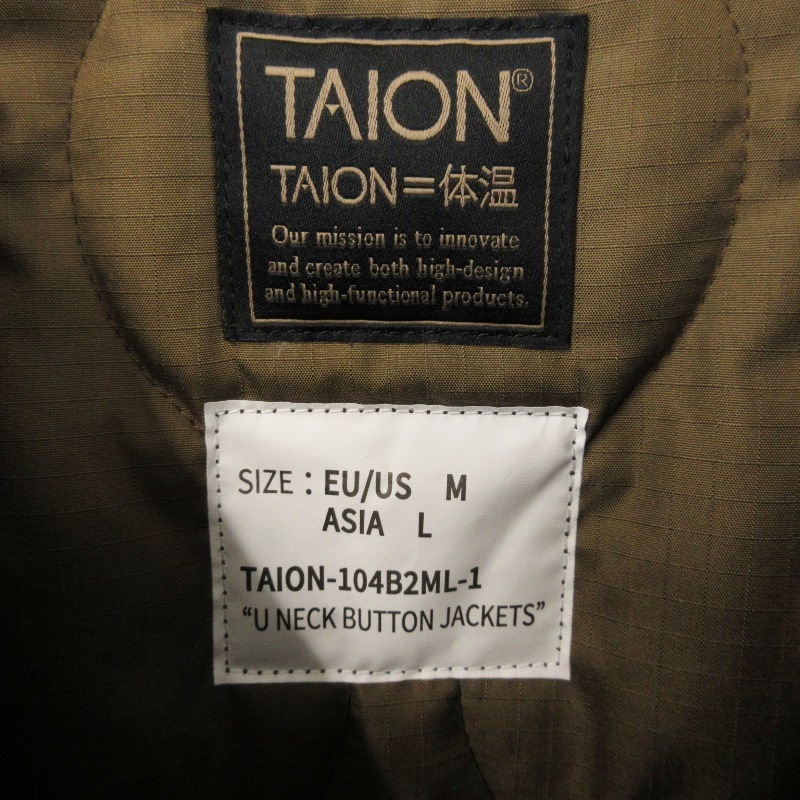 TAION®
TAION=体温
Our mission is to innovate
and create both high-design
and high-functional products.
SIZE : EU/US M
ASIA L
TAION-104B2ML-1
“U NECK BUTTON JACKETS”